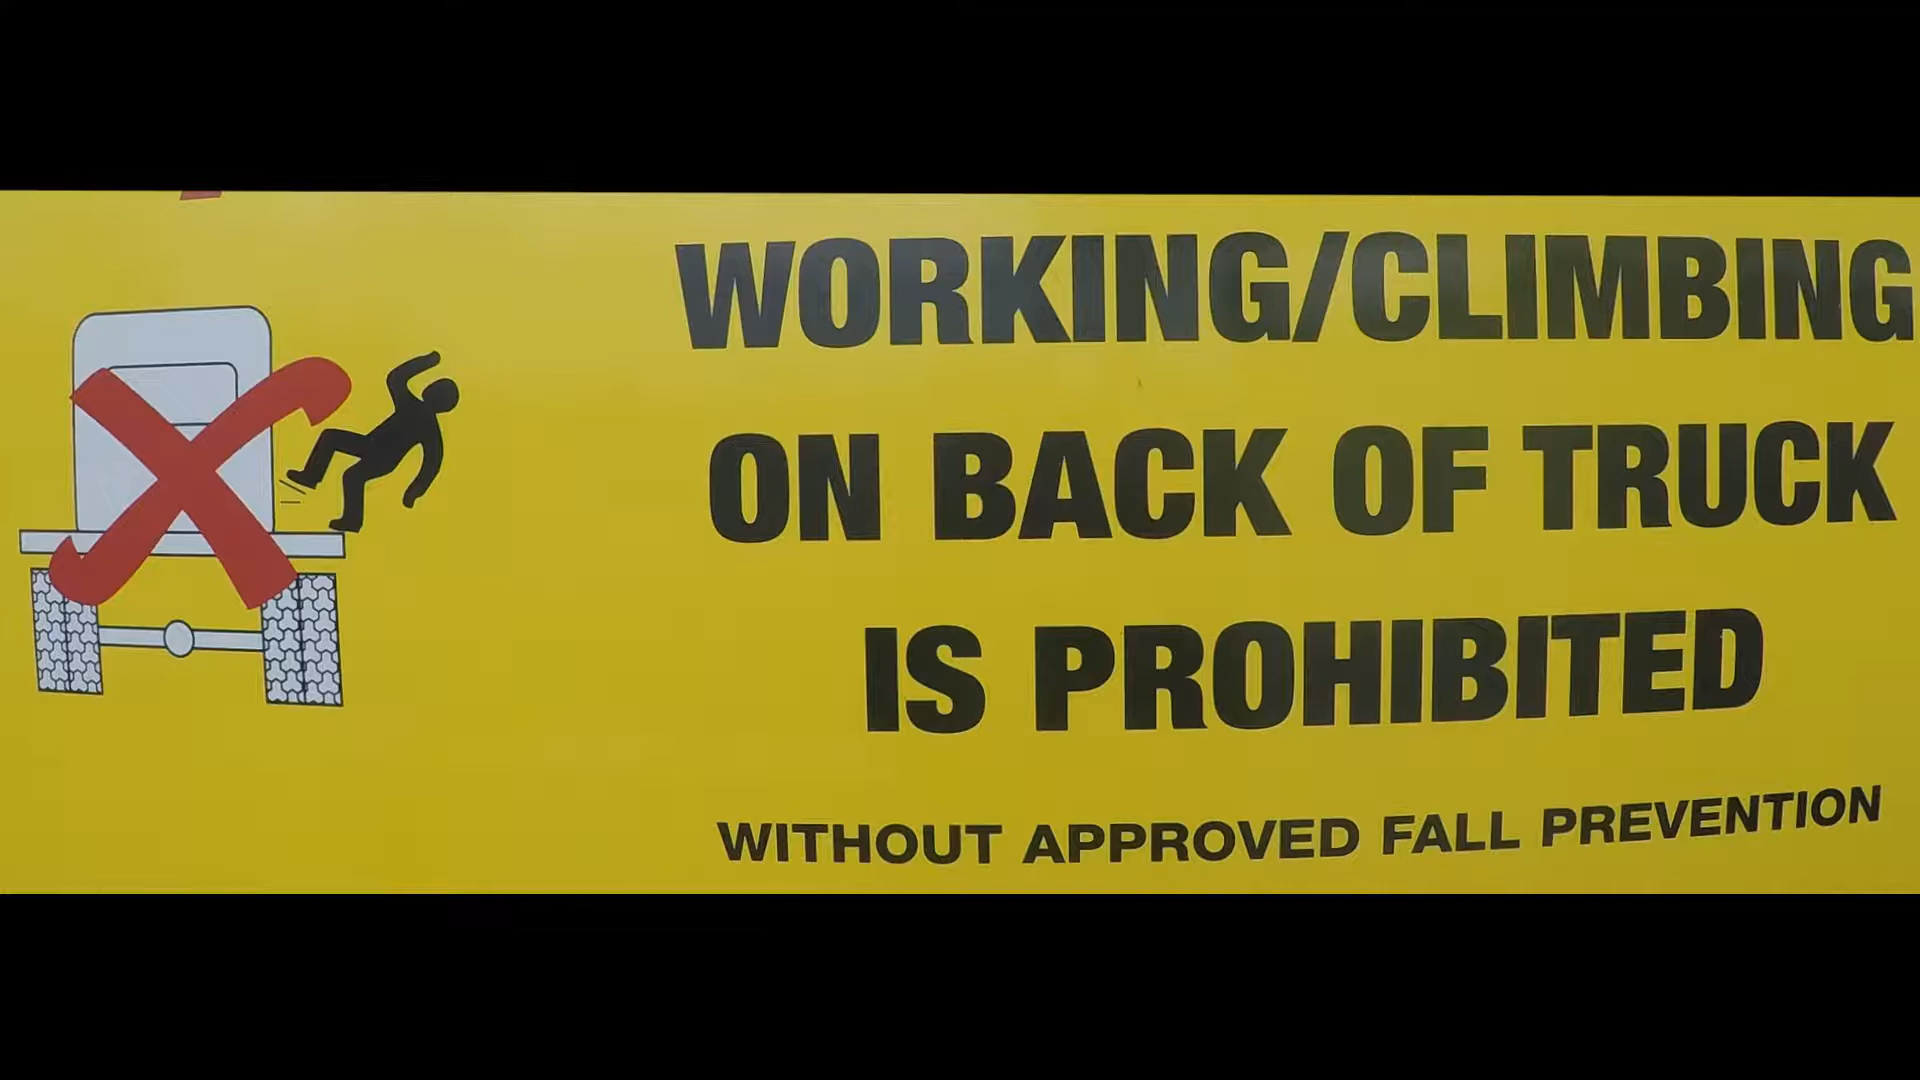 WORKING/CLIMBING
ON BACK OF TRUCK
IS PROHIBITED
WITHOUT APPROVED FALL PREVENTION